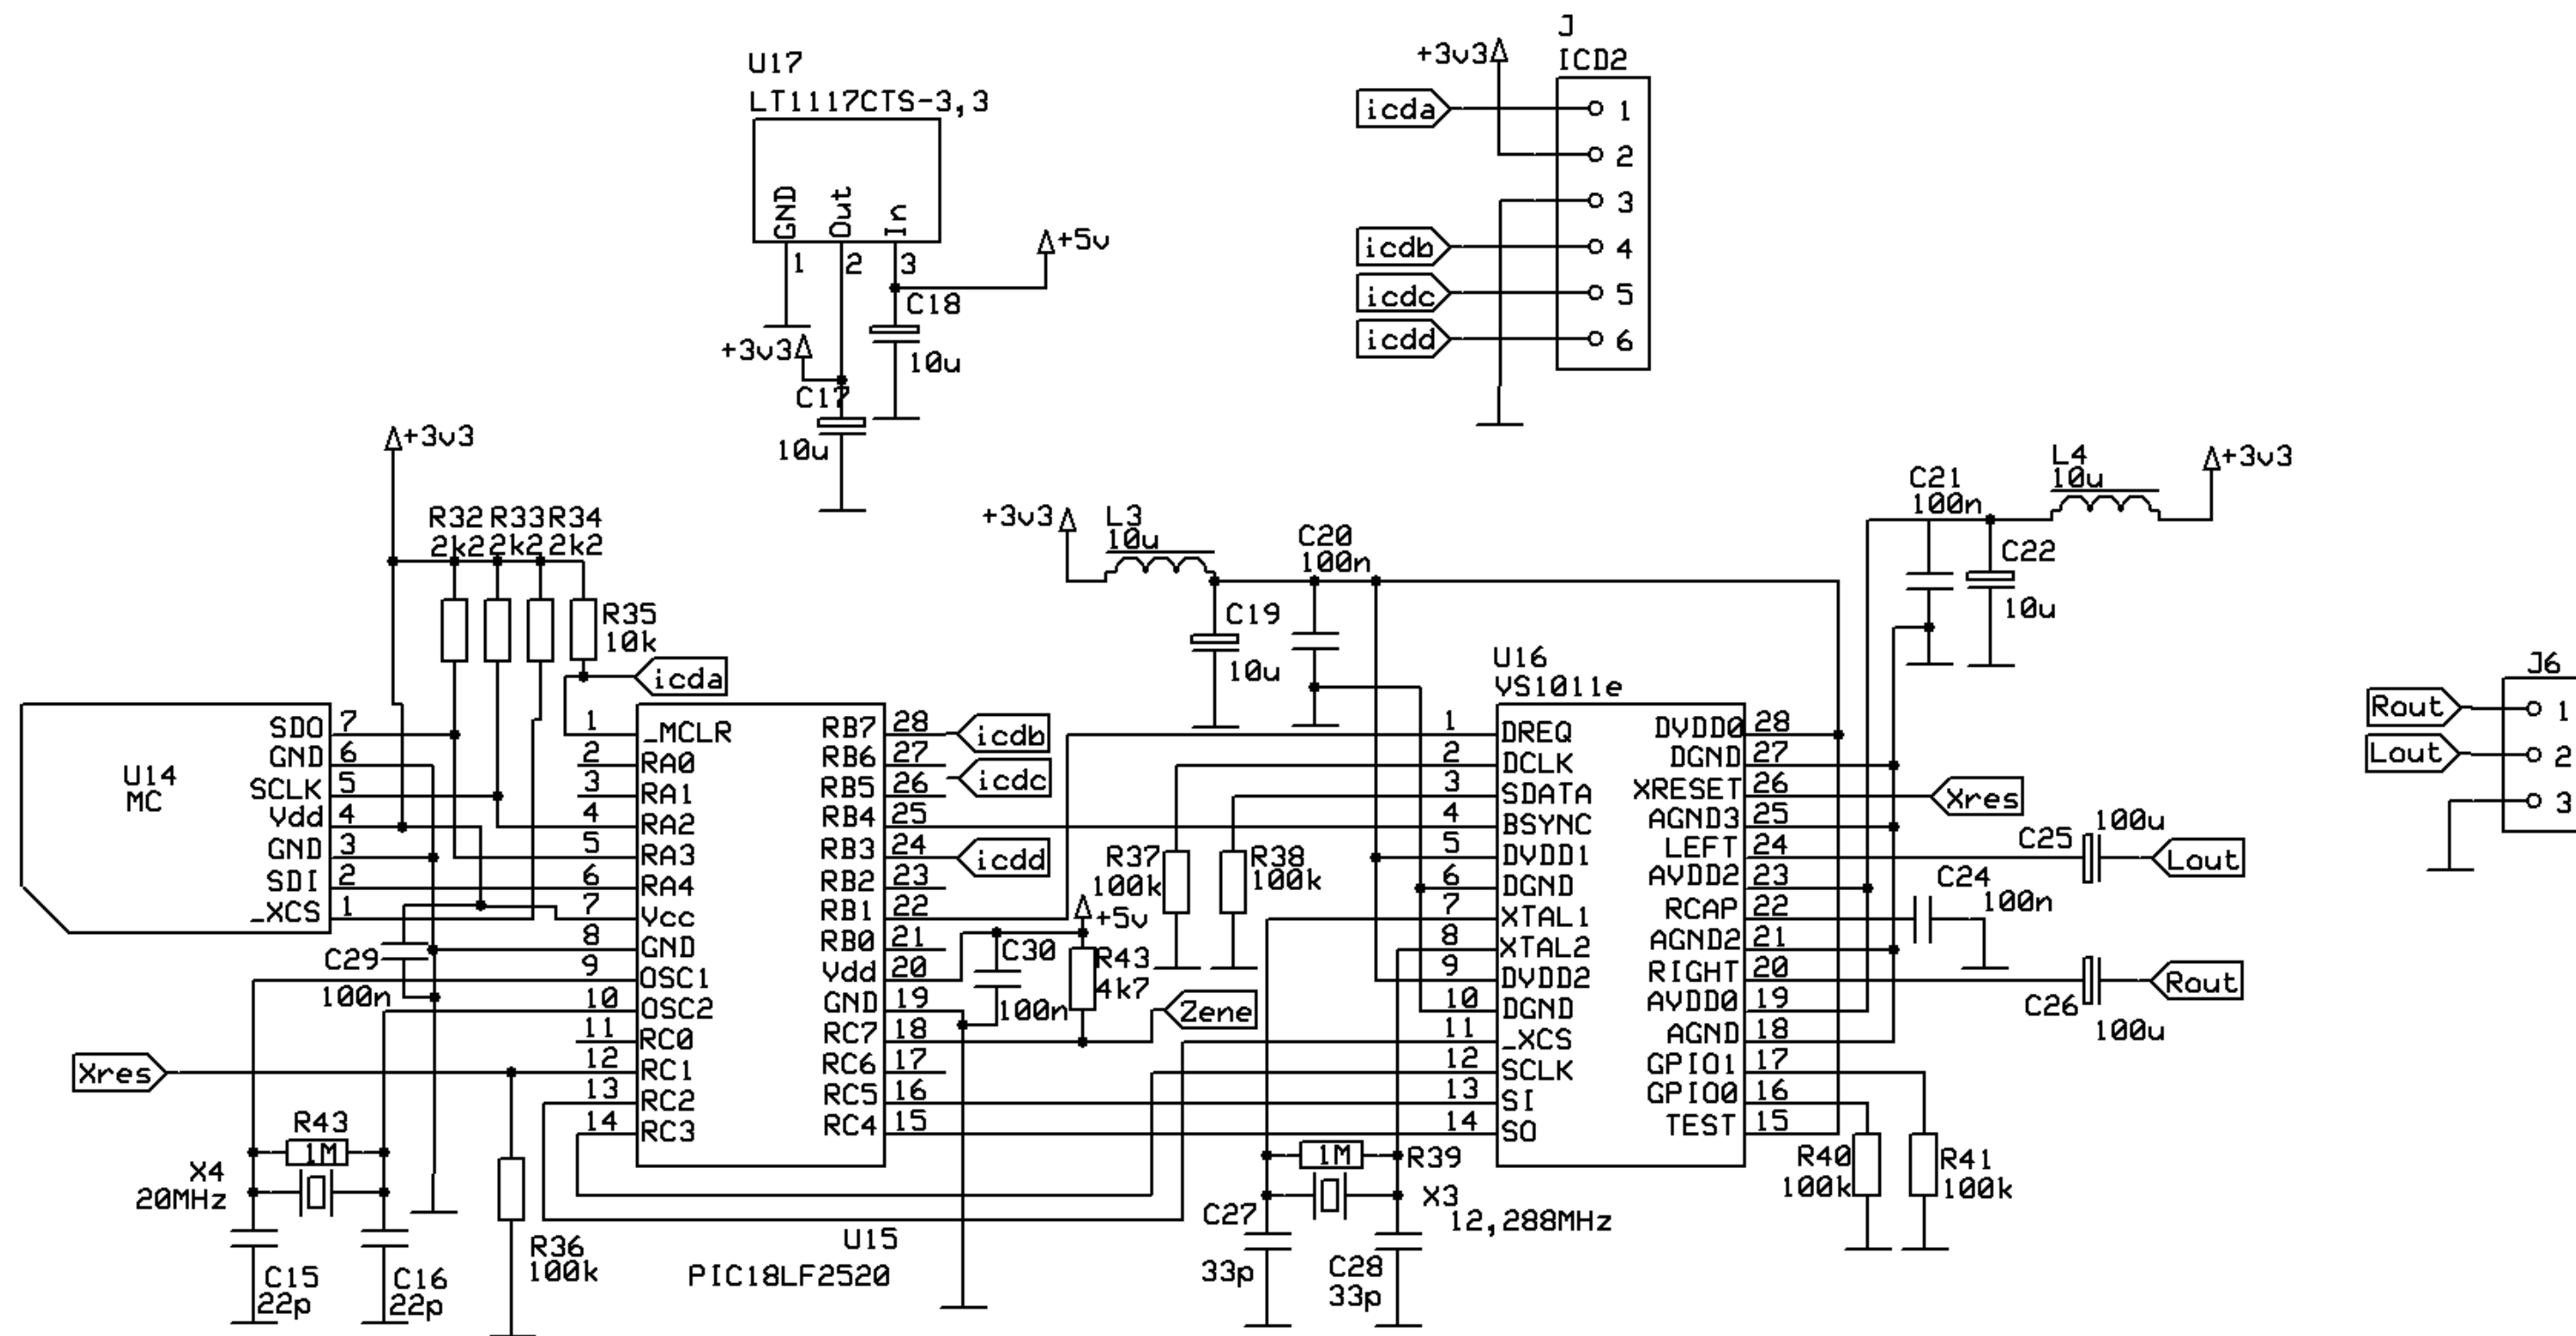 U17
LT1117CTS-3,3
GND
Out
In
1
2
3
+5v
C18
10u
+3v3
C17
10u
J
ICD2
+3v3
icda
1
2
3
icdb
4
icdc
5
icdd
6
+3v3
R32 R33 R34
2k2 2k2 2k2
R35
10k
icda
U14
MC
SDO 7
GND 6
SCLK 5
Vdd 4
GND 3
SDI 2
_XCS 1
C29
100n
1 _MCLR
2 RA0
3 RA1
4 RA2
5 RA3
6 RA4
7 Vcc
8 GND
9 OSC1
10 OSC2
11 RC0
12 RC1
13 RC2
14 RC3
RB7 28
RB6 27
RB5 26
RB4 25
RB3 24
RB2 23
RB1 22
RB0 21
Vdd 20
GND 19
RC7 18
RC6 17
RC5 16
RC4 15
icdb
icdc
icdd
+5v
C30
100n
R43
4k7
Zene
U15
PIC18LF2520
Xres
R43
1M
X4
20MHz
C15
22p
C16
22p
R36
100k
+3v3
L3
10u
C20
100n
C19
10u
R37
100k
R38
100k
U16
VS1011e
1 DREQ
2 DCLK
3 SDATA
4 BSYNC
5 DVDD1
6 DGND
7 XTAL1
8 XTAL2
9 DVDD2
10 DGND
11 _XCS
12 SCLK
13 SI
14 SO
DVDD0 28
DGND 27
XRESET 26
AGND3 25
LEFT 24
AVDD2 23
RCAP 22
AGND2 21
RIGHT 20
AVDD0 19
AGND 18
GPIO1 17
GPIO0 16
TEST 15
1M R39
X3
12,288MHz
C27
33p
C28
33p
C21
100n
L4
10u
+3v3
C22
10u
Xres
C25
100u
Lout
C24
100n
C26
100u
Rout
R40
100k
R41
100k
J6
Rout
1
Lout
2
3